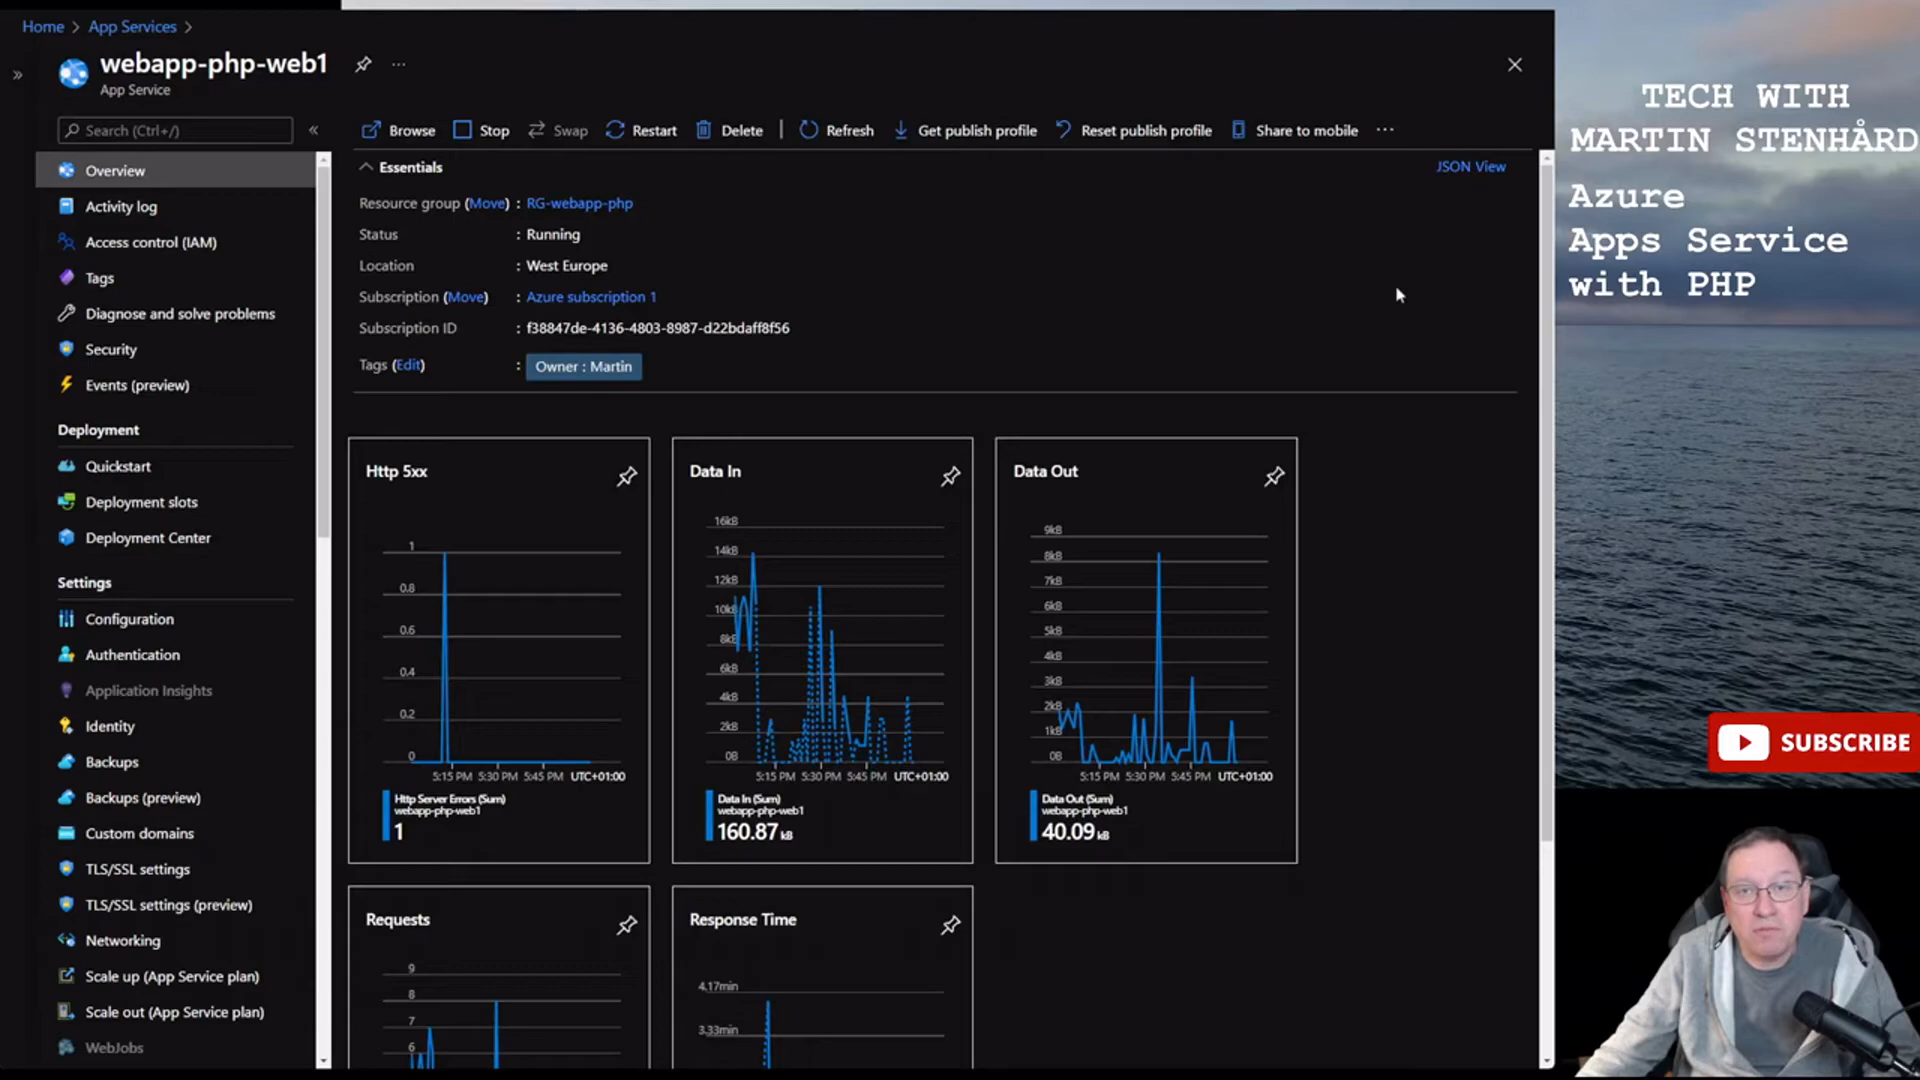 Home > App Services >
webapp-php-web1
App Service
Search (Ctrl+/)
Overview
Activity log
Access control (IAM)
Tags
Diagnose and solve problems
Security
Events (preview)
Deployment
Quickstart
Deployment slots
Deployment Center
Settings
Configuration
Authentication
Application Insights
Identity
Backups
Backups (preview)
Custom domains
TLS/SSL settings
TLS/SSL settings (preview)
Networking
Scale up (App Service plan)
Scale out (App Service plan)
WebJobs
Browse Stop Swap Restart Delete Refresh Get publish profile Reset publish profile Share to mobile
Essentials
JSON View
Resource group (Move) : RG-webapp-php
Status : Running
Location : West Europe
Subscription (Move) : Azure subscription 1
Subscription ID : f38847de-4136-4803-8987-d22bdaff8f56
Tags (Edit) : Owner : Martin
Http 5xx
1
0.8
0.6
0.4
0.2
0
5:15 PM 5:30 PM 5:45 PM UTC+01:00
Http Server Errors (Sum)
webapp-php-web1
1
Data In
16kB
14kB
12kB
10kB
8kB
6kB
4kB
2kB
0B
5:15 PM 5:30 PM 5:45 PM UTC+01:00
Data In (Sum)
webapp-php-web1
160.87 kB
Data Out
9kB
8kB
7kB
6kB
5kB
4kB
3kB
2kB
1kB
0B
5:15 PM 5:30 PM 5:45 PM UTC+01:00
Data Out (Sum)
webapp-php-web1
40.09 kB
Requests
9
8
7
6
Response Time
4.17min
3.33min
TECH WITH
MARTIN STENHÅRD
Azure
Apps Service
with PHP
SUBSCRIBE